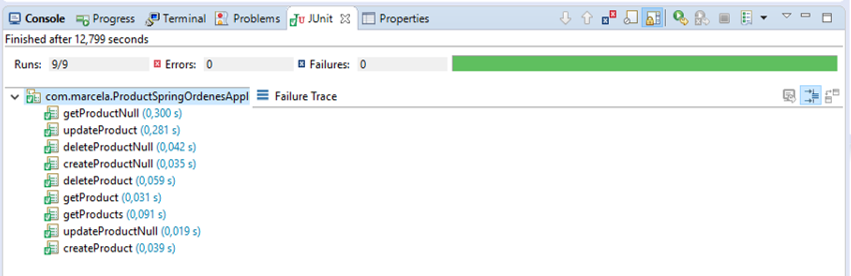 Console Progress Terminal Problems JUnit Properties
Finished after 12,799 seconds
Runs: 9/9 Errors: 0 Failures: 0
com.marcela.ProductSpringOrdenesAppl Failure Trace
getProductNull (0,300 s)
updateProduct (0,281 s)
deleteProductNull (0,042 s)
createProductNull (0,035 s)
deleteProduct (0,059 s)
getProduct (0,031 s)
getProducts (0,091 s)
updateProductNull (0,019 s)
createProduct (0,039 s)